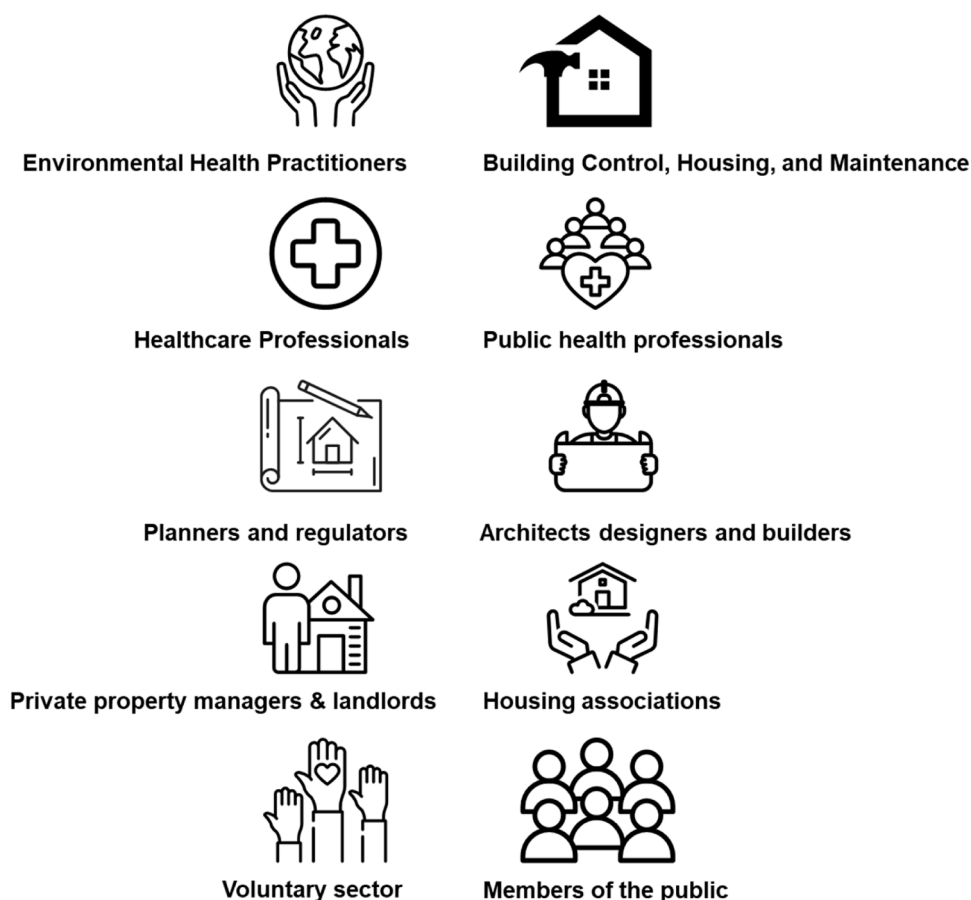 Environmental Health Practitioners
Building Control, Housing, and Maintenance
Healthcare Professionals
Public health professionals
Planners and regulators
Architects designers and builders
Private property managers & landlords
Housing associations
Voluntary sector
Members of the public